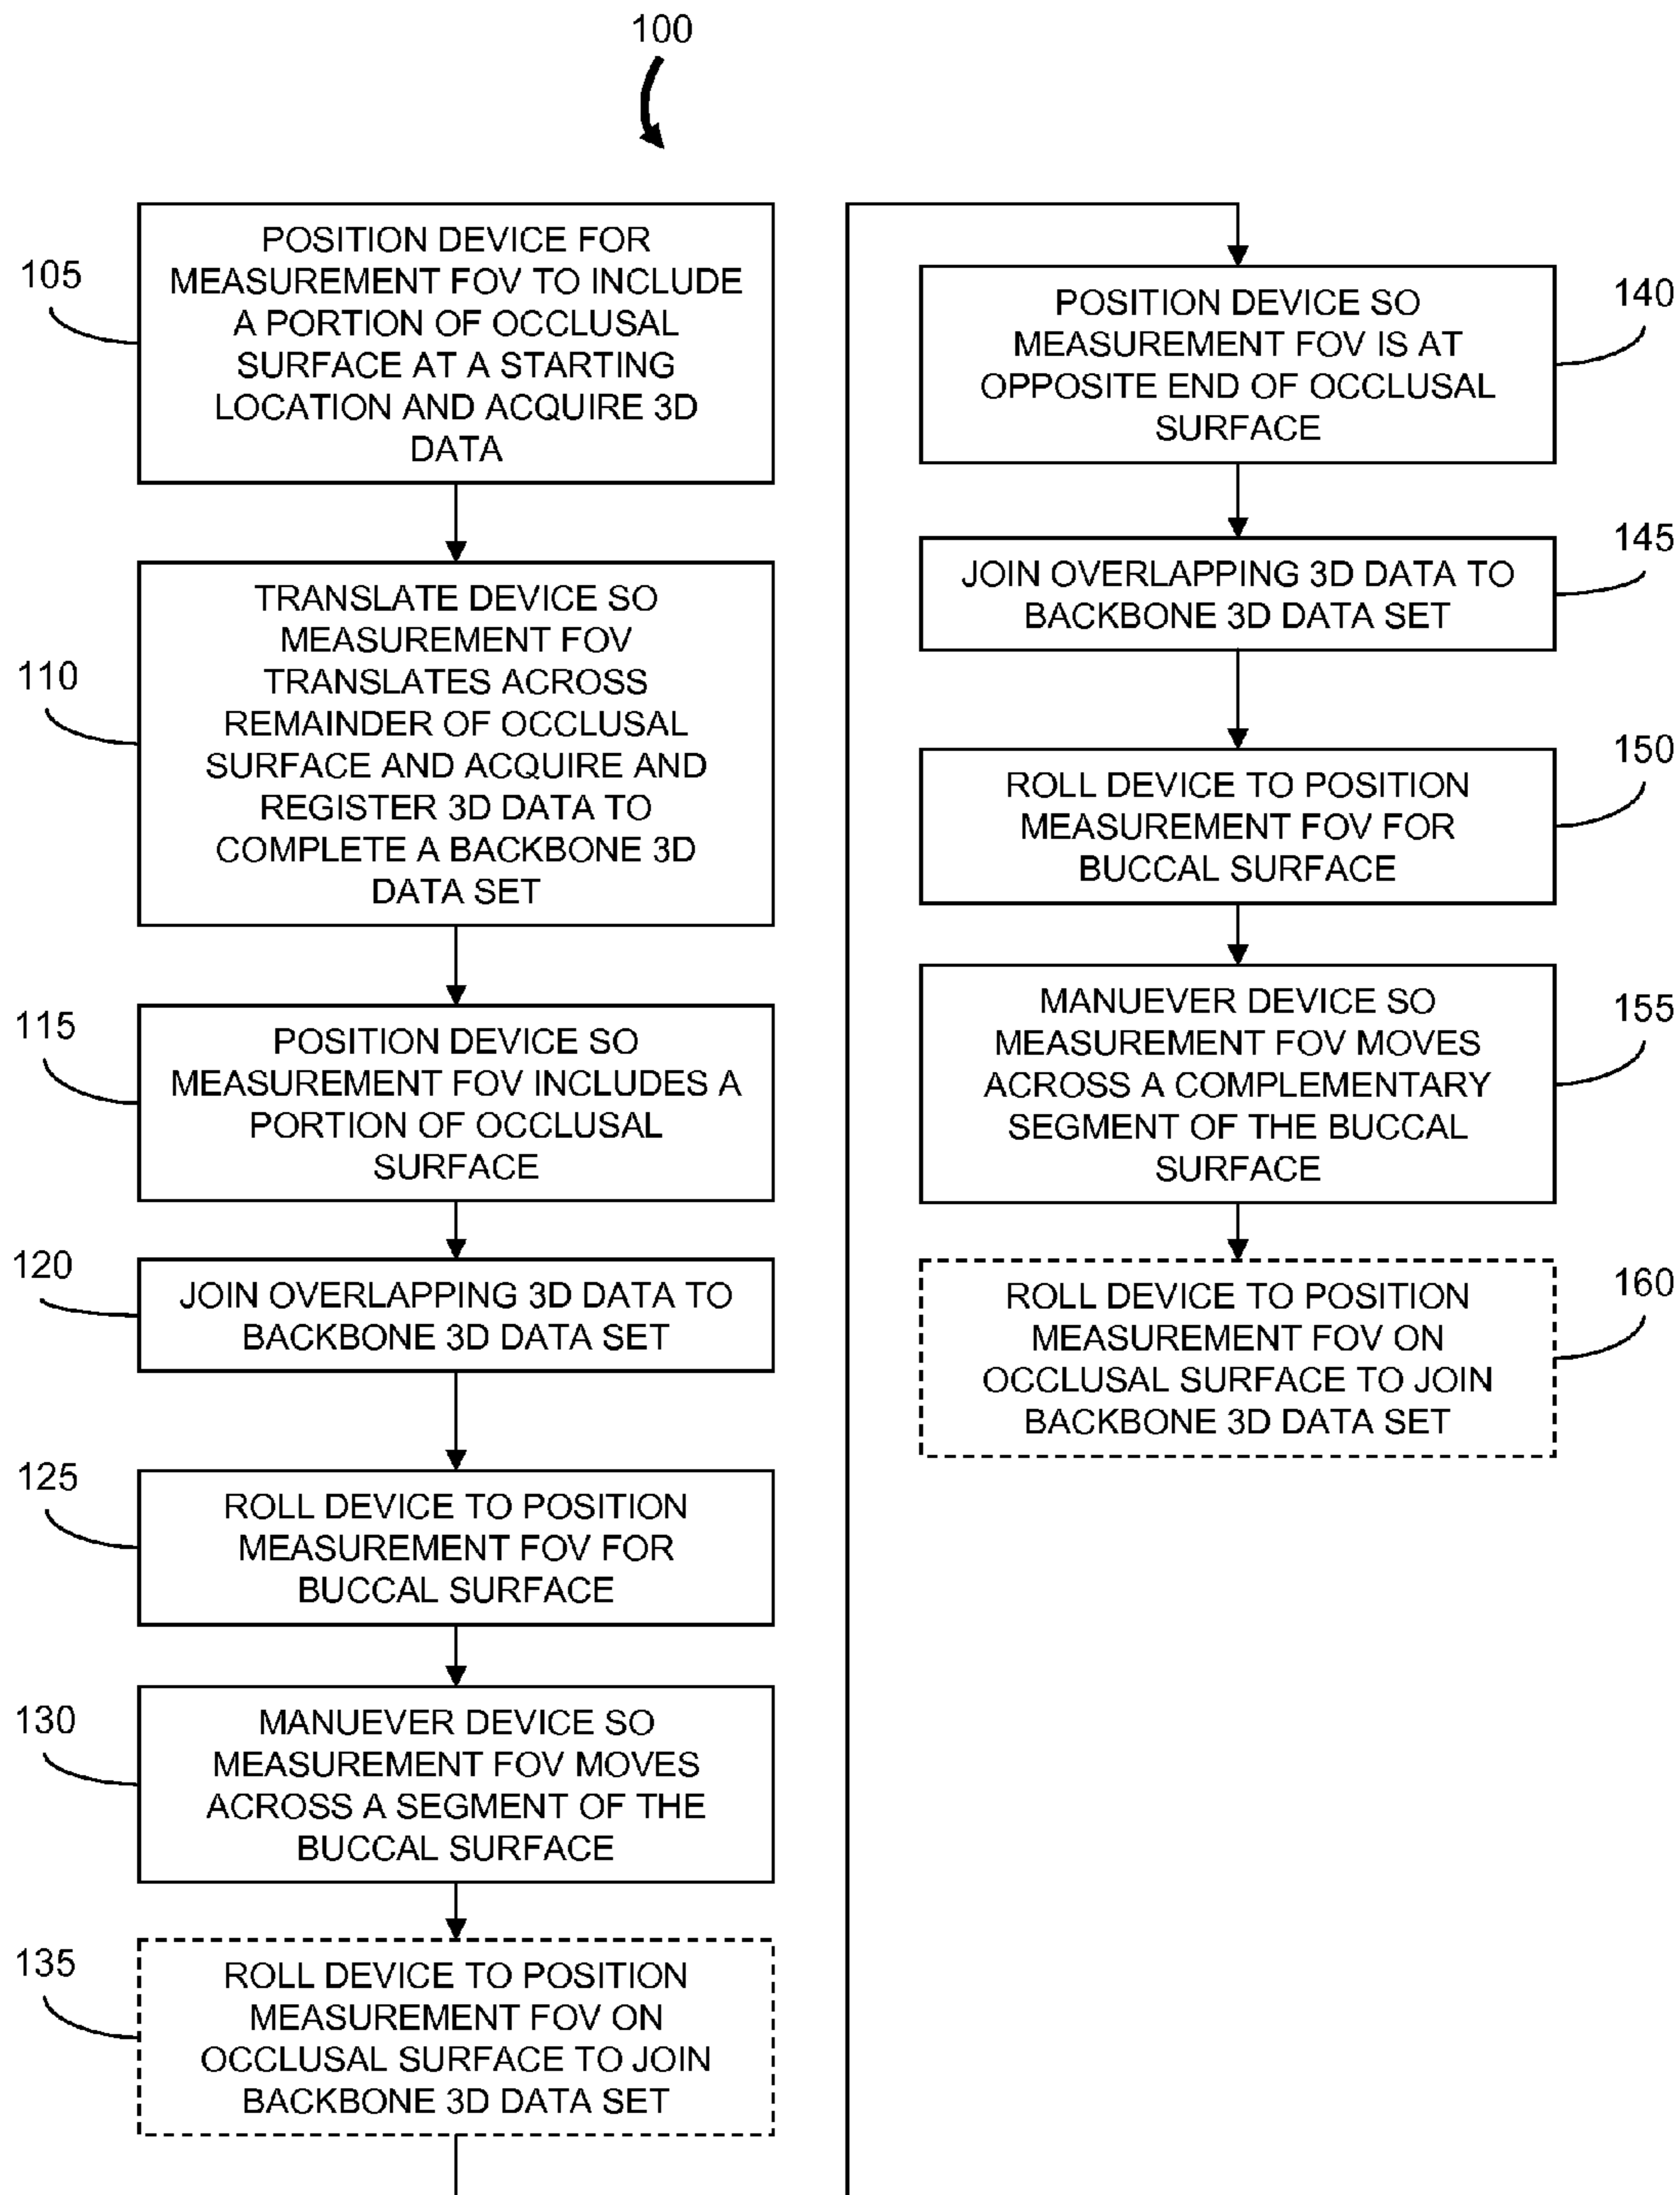 100
105
POSITION DEVICE FOR
MEASUREMENT FOV TO INCLUDE
A PORTION OF OCCLUSAL
SURFACE AT A STARTING
LOCATION AND ACQUIRE 3D
DATA
110
TRANSLATE DEVICE SO
MEASUREMENT FOV
TRANSLATES ACROSS
REMAINDER OF OCCLUSAL
SURFACE AND ACQUIRE AND
REGISTER 3D DATA TO
COMPLETE A BACKBONE 3D
DATA SET
115
POSITION DEVICE SO
MEASUREMENT FOV INCLUDES A
PORTION OF OCCLUSAL
SURFACE
120
JOIN OVERLAPPING 3D DATA TO
BACKBONE 3D DATA SET
125
ROLL DEVICE TO POSITION
MEASUREMENT FOV FOR
BUCCAL SURFACE
130
MANUEVER DEVICE SO
MEASUREMENT FOV MOVES
ACROSS A SEGMENT OF THE
BUCCAL SURFACE
135
ROLL DEVICE TO POSITION
MEASUREMENT FOV ON
OCCLUSAL SURFACE TO JOIN
BACKBONE 3D DATA SET
140
POSITION DEVICE SO
MEASUREMENT FOV IS AT
OPPOSITE END OF OCCLUSAL
SURFACE
145
JOIN OVERLAPPING 3D DATA TO
BACKBONE 3D DATA SET
150
ROLL DEVICE TO POSITION
MEASUREMENT FOV FOR
BUCCAL SURFACE
155
MANUEVER DEVICE SO
MEASUREMENT FOV MOVES
ACROSS A COMPLEMENTARY
SEGMENT OF THE BUCCAL
SURFACE
160
ROLL DEVICE TO POSITION
MEASUREMENT FOV ON
OCCLUSAL SURFACE TO JOIN
BACKBONE 3D DATA SET